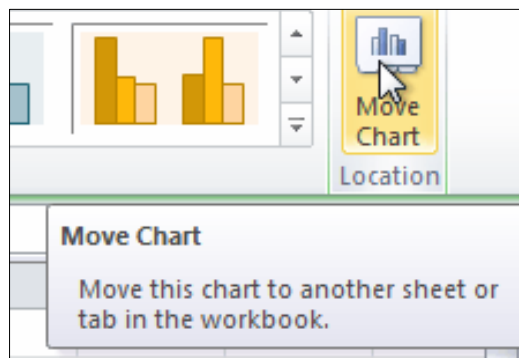 Move
Chart
Location
Move Chart
Move this chart to another sheet or
tab in the workbook.